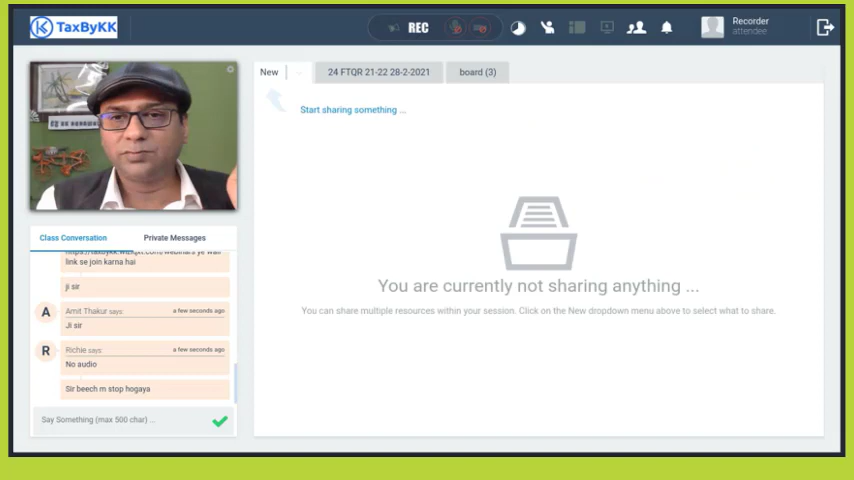 TaxByKK
REC
Recorder
attendee
New
24 FTQR 21-22 28-2-2021
board (3)
Start sharing something ...
Class Conversation
Private Messages
link se join karna hai
ji sir
A
Amit Thakur says:
a few seconds ago
Ji sir
R
Richie says:
a few seconds ago
No audio
Sir beech m stop hogaya
Say Something (max 500 char) ...
You are currently not sharing anything ...
You can share multiple resources within your session. Click on the New dropdown menu above to select what to share.